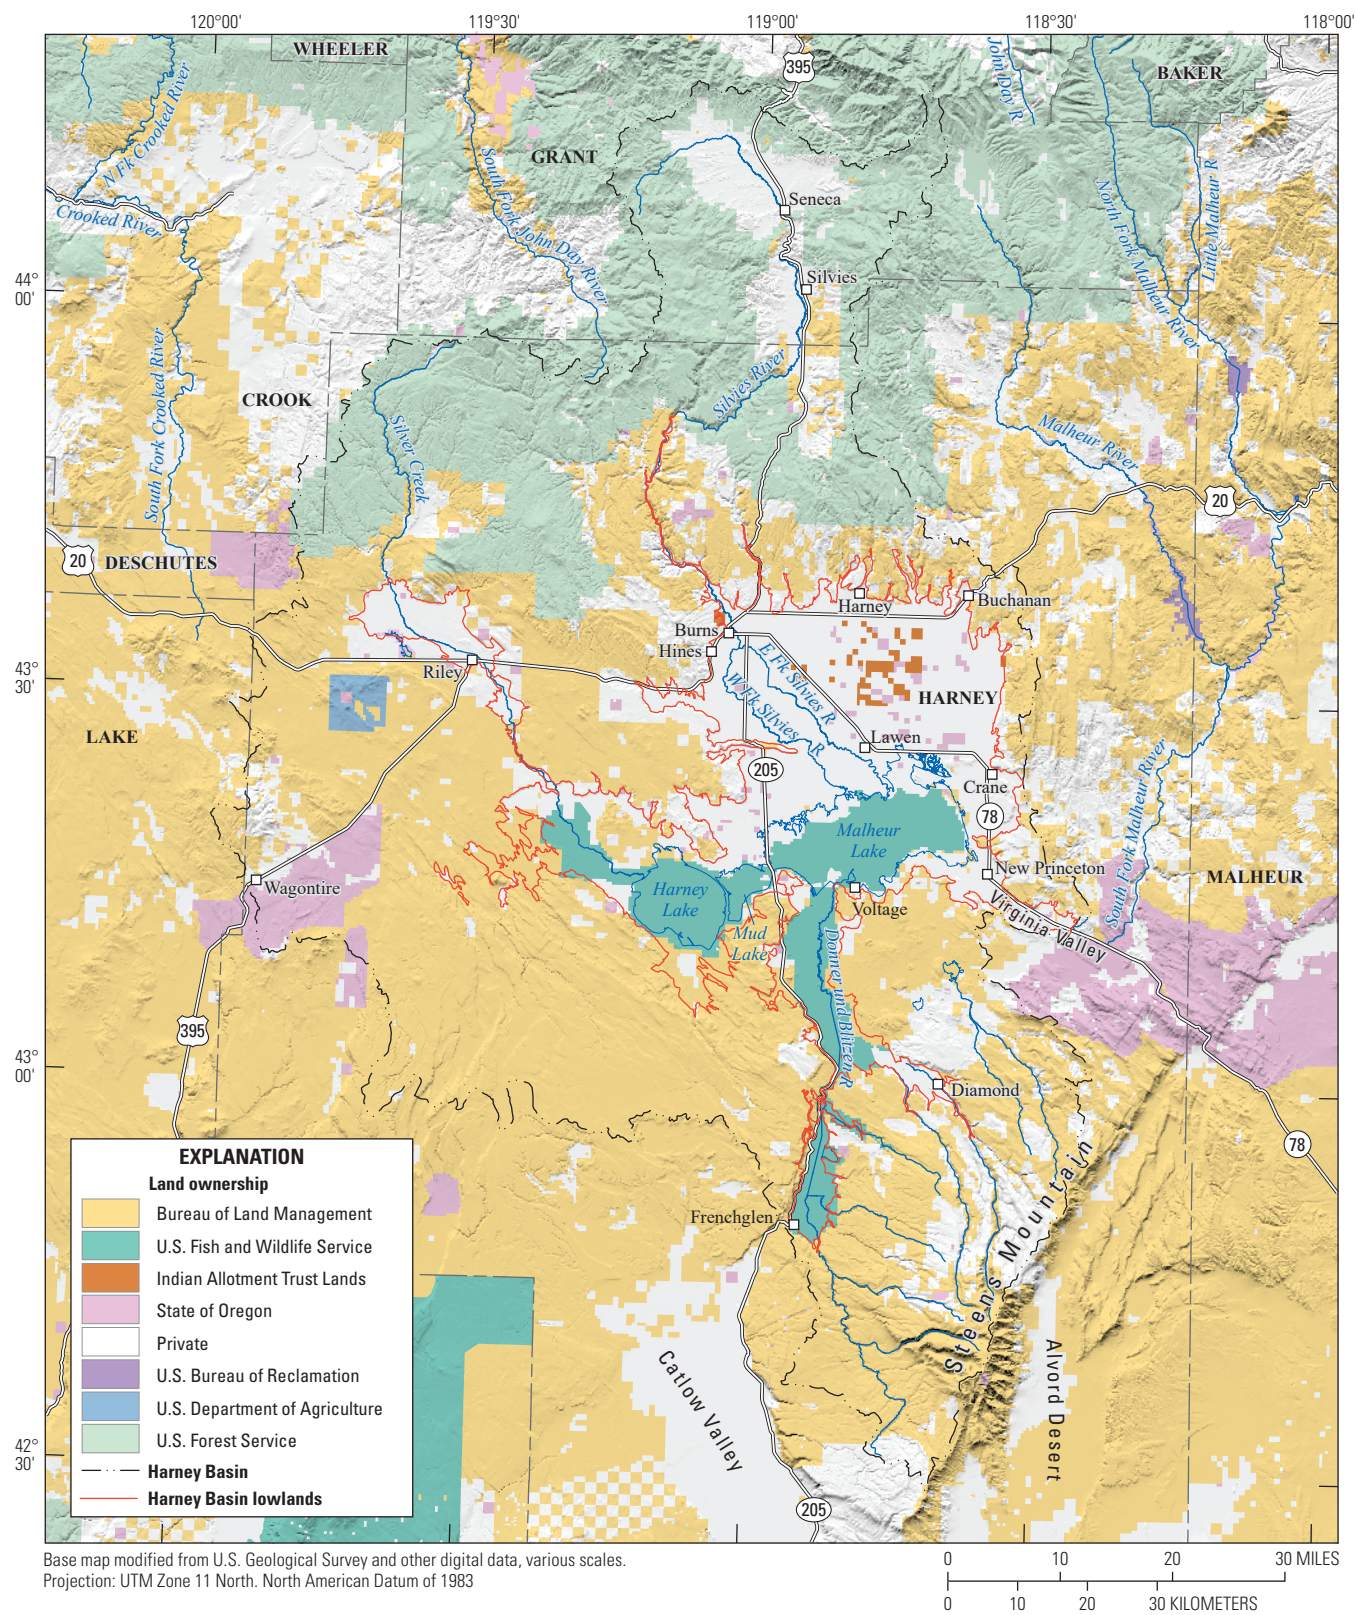 120°00'
119°30'
119°00'
118°30'
118°00'
WHEELER
395
BAKER
John Day R
N Fk Crooked River
GRANT
South Fork John Day River
North Fork Malheur River
Little Malheur R
Seneca
Crooked River
44°
00'
Silvies
South Fork Crooked River
CROOK
Silvies River
Silver Creek
Malheur River
20
20
DESCHUTES
Harney
Buchanan
Burns
Hines
E Fk Silvies R
W Fk Silvies R
43°
30'
Riley
HARNEY
LAKE
Lawen
205
Crane
78
South Fork Malheur River
Malheur
Lake
New Princeton
MALHEUR
Wagontire
Harney
Lake
Voltage
Virginia Valley
Mud
Lake
Donner und Blitzen R
395
43°
00'
Diamond
78
EXPLANATION
Land ownership
Bureau of Land Management
U.S. Fish and Wildlife Service
Indian Allotment Trust Lands
State of Oregon
Private
U.S. Bureau of Reclamation
U.S. Department of Agriculture
U.S. Forest Service
Harney Basin
Harney Basin lowlands
Frenchglen
Steens Mountain
Catlow Valley
Alvord Desert
42°
30'
205
Base map modified from U.S. Geological Survey and other digital data, various scales.
Projection: UTM Zone 11 North. North American Datum of 1983
0 10 20 30 MILES
0 10 20 30 KILOMETERS